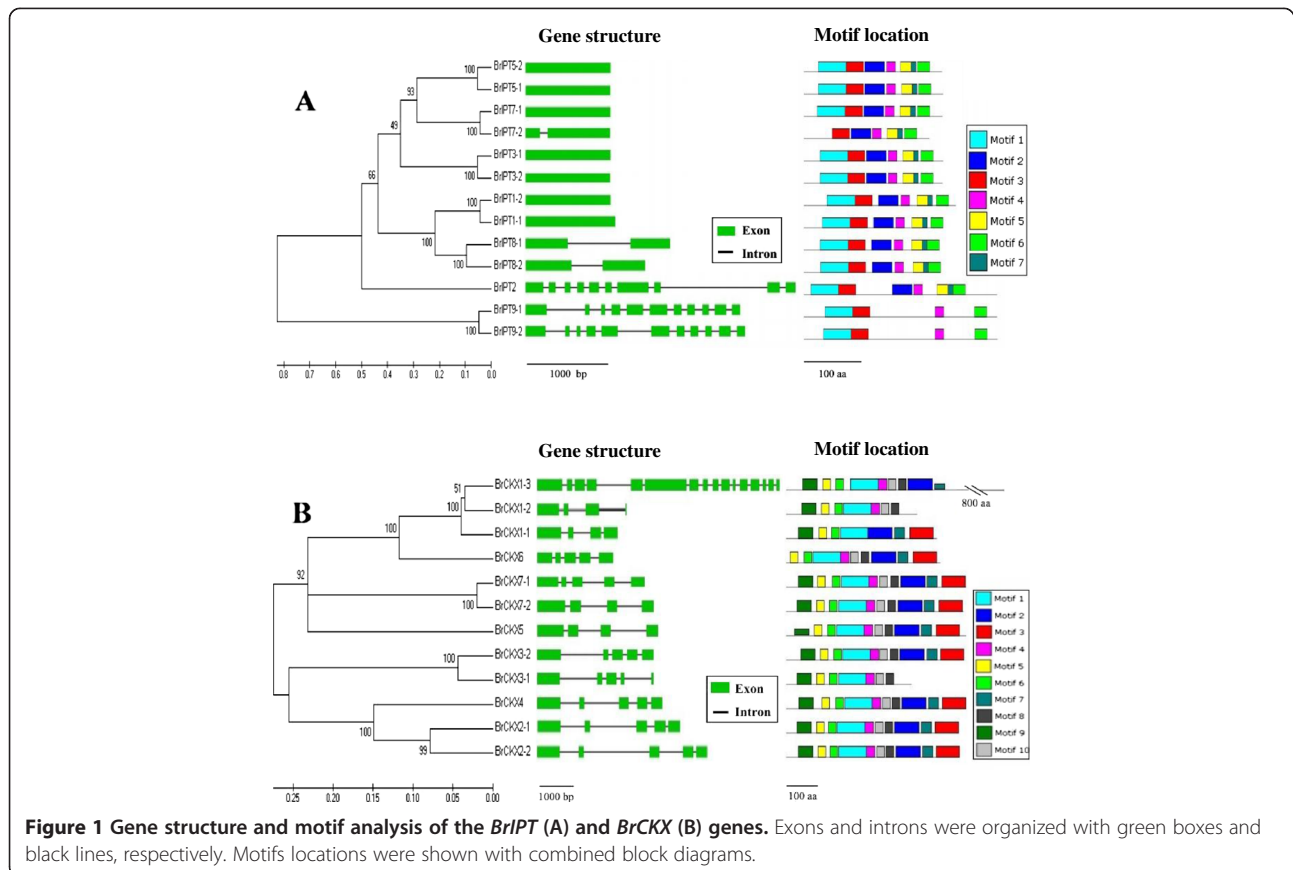 Gene structure
Motif location
A
BrIPT5-2
BrIPT5-1
BrIPT7-1
BrIPT7-2
BrIPT3-1
BrIPT3-2
BrIPT1-2
BrIPT1-1
BrIPT8-1
BrIPT8-2
BrIPT2
BrIPT9-1
BrIPT9-2
100
93
100
49
100
66
100
100
100
100
Exon
Intron
Motif 1
Motif 2
Motif 3
Motif 4
Motif 5
Motif 6
Motif 7
0.8 0.7 0.6 0.5 0.4 0.3 0.2 0.1 0.0
1000 bp
100 aa
Gene structure
Motif location
B
BrCKX1-3
BrCKX1-2
BrCKX1-1
BrCKX6
BrCKX7-1
BrCKX7-2
BrCKX5
BrCKX3-2
BrCKX3-1
BrCKX4
BrCKX2-1
BrCKX2-2
51
100
100
92
100
100
100
99
800 aa
Exon
Intron
Motif 1
Motif 2
Motif 3
Motif 4
Motif 5
Motif 6
Motif 7
Motif 8
Motif 9
Motif 10
0.25 0.20 0.15 0.10 0.05 0.00
1000 bp
100 aa
Figure 1 Gene structure and motif analysis of the BrIPT (A) and BrCKX (B) genes. Exons and introns were organized with green boxes and
black lines, respectively. Motifs locations were shown with combined block diagrams.